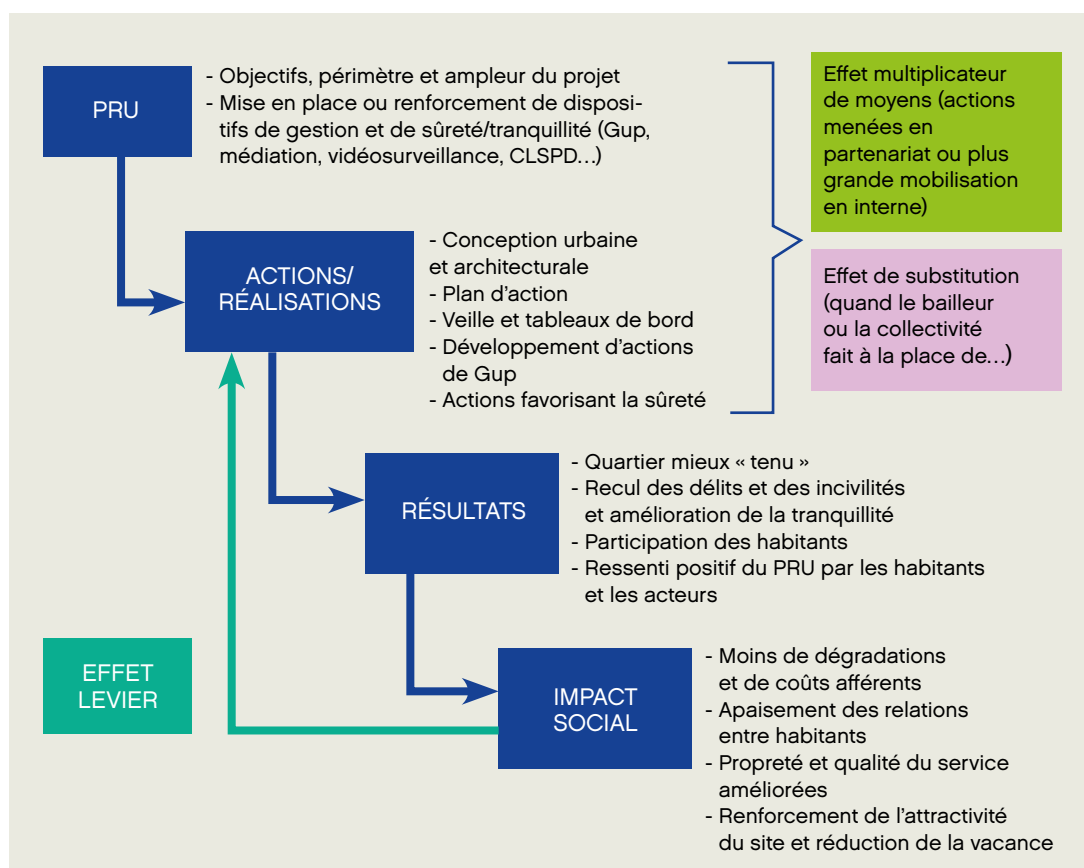 PRU
- Objectifs, périmètre et ampleur du projet
- Mise en place ou renforcement de disposi-
tifs de gestion et de sûreté/tranquillité (Gup,
médiation, vidéosurveillance, CLSPD…)
Effet multiplicateur
de moyens (actions
menées en
partenariat ou plus
grande mobilisation
en interne)
ACTIONS/
RÉALISATIONS
- Conception urbaine
et architecturale
- Plan d’action
- Veille et tableaux de bord
- Développement d’actions
de Gup
- Actions favorisant la sûreté
Effet de substitution
(quand le bailleur
ou la collectivité
fait à la place de…)
RÉSULTATS
- Quartier mieux « tenu »
- Recul des délits et des incivilités
et amélioration de la tranquillité
- Participation des habitants
- Ressenti positif du PRU par les habitants
et les acteurs
EFFET
LEVIER
IMPACT
SOCIAL
- Moins de dégradations
et de coûts afférents
- Apaisement des relations
entre habitants
- Propreté et qualité du service
améliorées
- Renforcement de l’attractivité
du site et réduction de la vacance